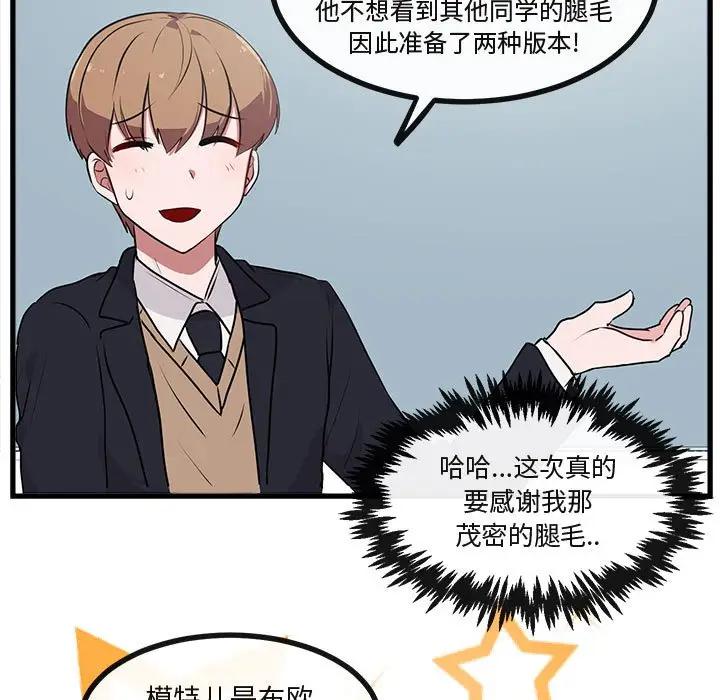 他不想看到其他同学的腿毛
因此准备了两种版本!
哈哈...这次真的
要感谢我那
茂密的腿毛..
模特儿是布欧